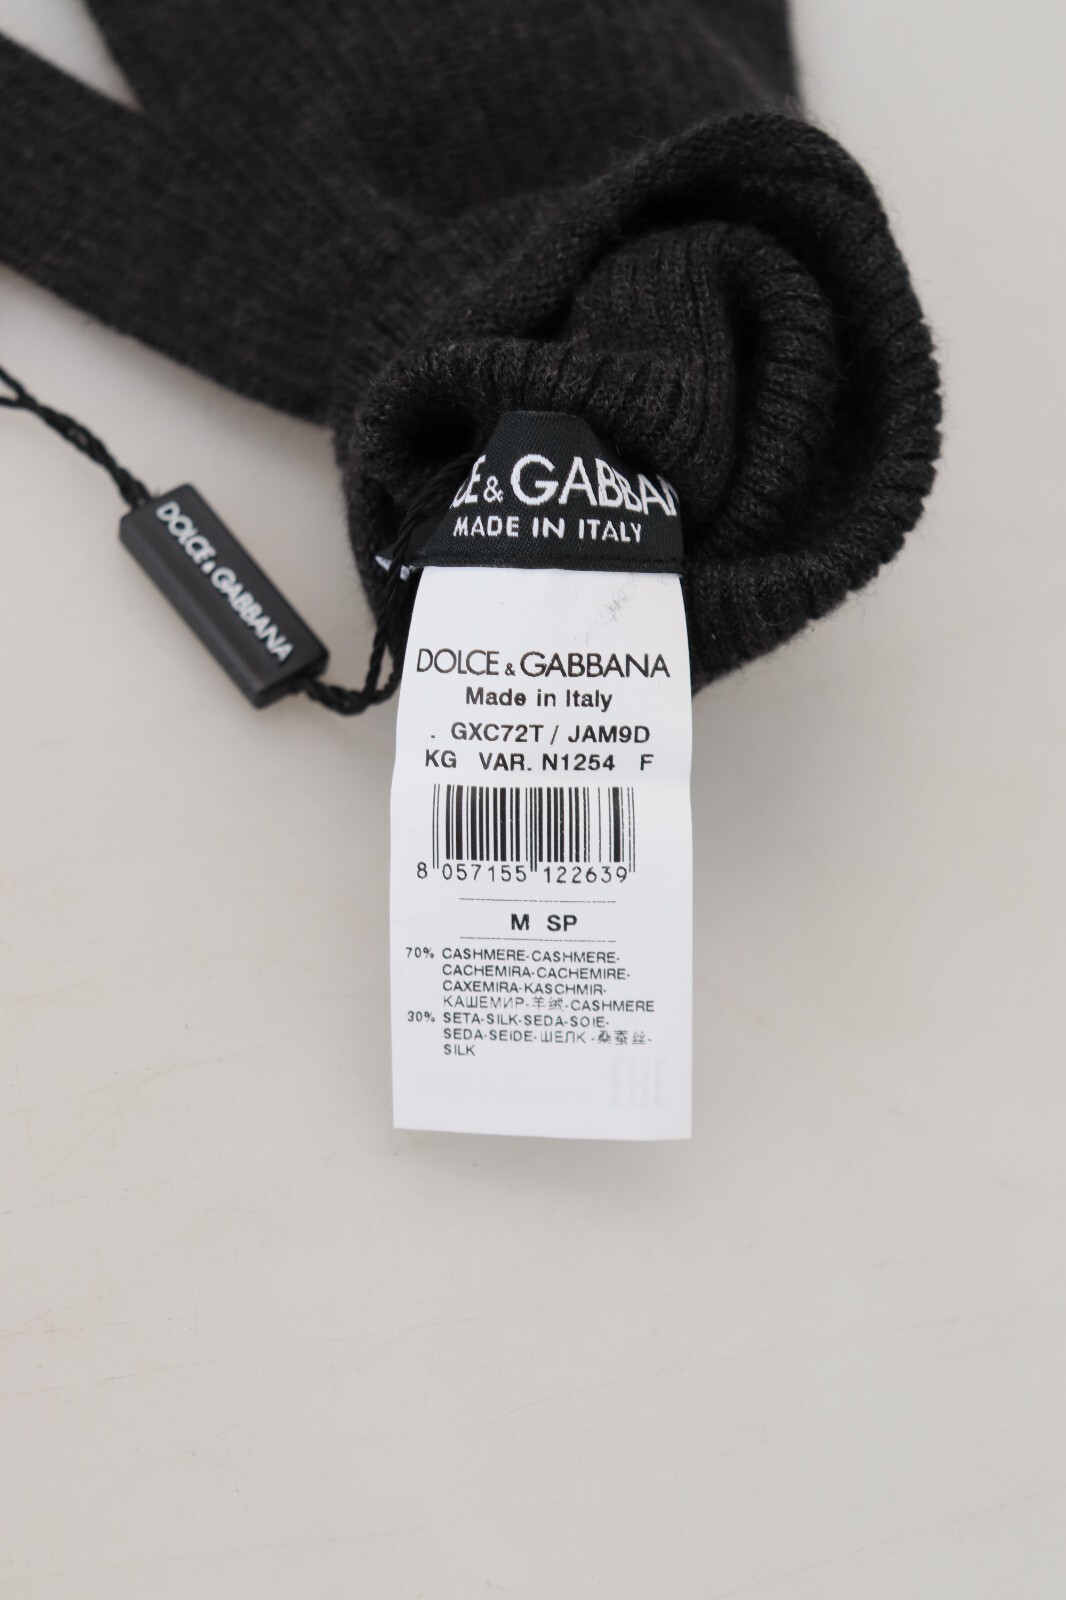 & GABBA
MADE IN ITALY
DOLCE & GABBANA
DOLCE & GABBANA
Made in Italy
. GXC72T / JAM9D
KG VAR. N1254 F
8 057155 122639
M SP
70% CASHMERE-CASHMERE-
CACHEMIRA-CACHEMIRE-
CAXEMIRA-KASCHMIR-
КАШЕМИР-羊绒-CASHMERE
30% SETA-SILK-SEDA-SOIE-
SEDA-SEIDE-ШЕЛК-桑蚕丝-
SILK